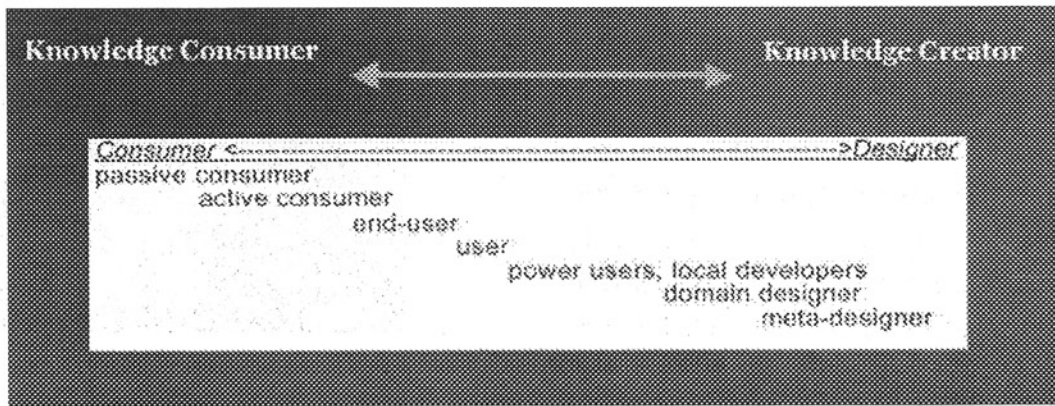 Knowledge Consumer Knowledge Creator
Consumer <------------------------------------------------------------>Designer
passive consumer
active consumer
end-user
user
power users, local developers
domain designer
meta-designer